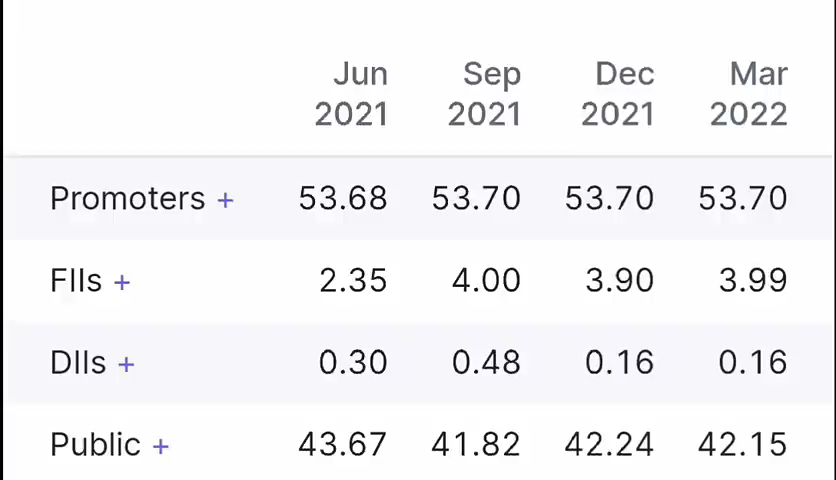 Jun Sep Dec Mar
2021 2021 2021 2022
Promoters + 53.68 53.70 53.70 53.70
FIIs + 2.35 4.00 3.90 3.99
DIIs + 0.30 0.48 0.16 0.16
Public + 43.67 41.82 42.24 42.15